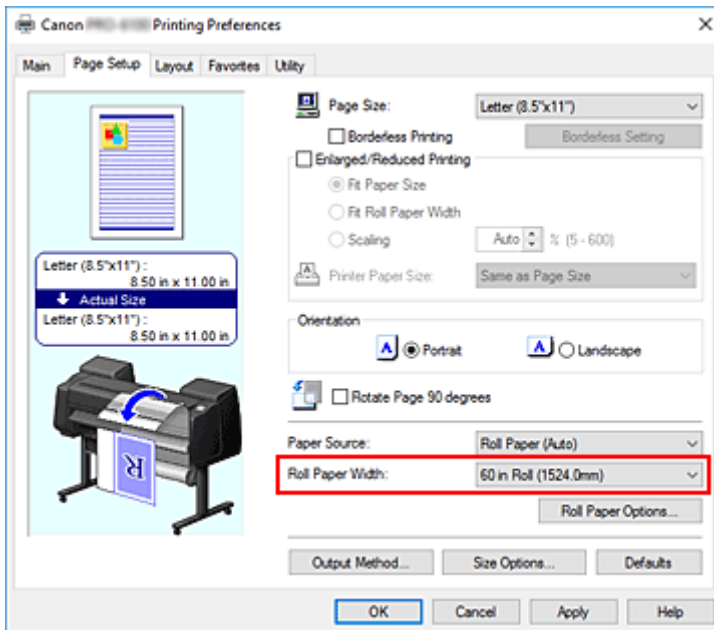 Canon Printing Preferences
Main Page Setup Layout Favorites Utility
Page Size: Letter (8.5"x11")
Borderless Printing Borderless Setting
Enlarged/Reduced Printing
Fit Paper Size
Fit Roll Paper Width
Scaling Auto % (5 - 600)
Printer Paper Size: Same as Page Size
Letter (8.5"x11") :
8.50 in x 11.00 in
Actual Size
Letter (8.5"x11") :
8.50 in x 11.00 in
Orientation
A Portrait A Landscape
Rotate Page 90 degrees
R
Paper Source: Roll Paper (Auto)
Roll Paper Width: 60 in Roll (1524.0mm)
Roll Paper Options...
Output Method... Size Options... Defaults
OK Cancel Apply Help